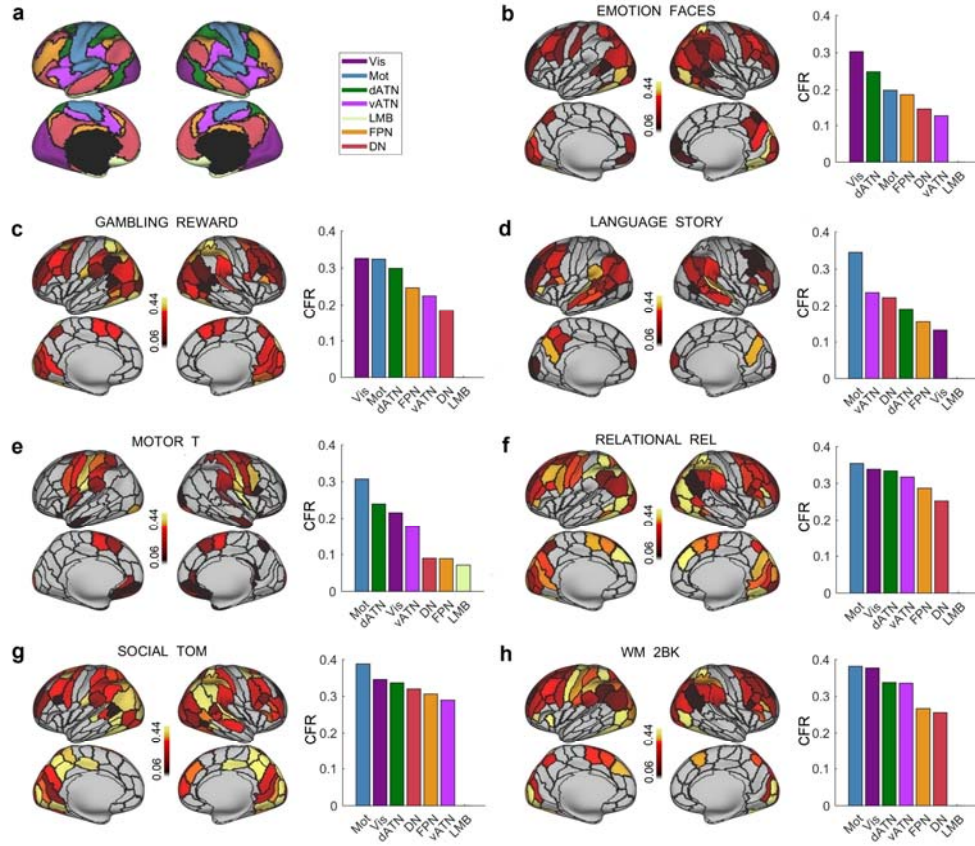 a
Vis
Mot
dATN
vATN
LMB
FPN
DN
b
EMOTION FACES
0.44
0.06
CFR
0.4
0.3
0.2
0.1
0
Vis
dATN
Mot
FPN
DN
vATN
LMB
c
GAMBLING REWARD
0.44
0.06
CFR
0.4
0.3
0.2
0.1
0
Vis
Mot
dATN
FPN
vATN
DN
LMB
d
LANGUAGE STORY
0.44
0.06
CFR
0.4
0.3
0.2
0.1
0
Mot
vATN
DN
dATN
FPN
Vis
LMB
e
MOTOR T
0.44
0.06
CFR
0.4
0.3
0.2
0.1
0
Mot
dATN
Vis
vATN
DN
FPN
LMB
f
RELATIONAL REL
0.44
0.06
CFR
0.4
0.3
0.2
0.1
0
Mot
Vis
dATN
vATN
FPN
DN
LMB
g
SOCIAL TOM
0.44
0.06
CFR
0.4
0.3
0.2
0.1
0
Mot
Vis
dATN
DN
FPN
vATN
LMB
h
WM 2BK
0.44
0.06
CFR
0.4
0.3
0.2
0.1
0
Mot
Vis
dATN
vATN
FPN
DN
LMB